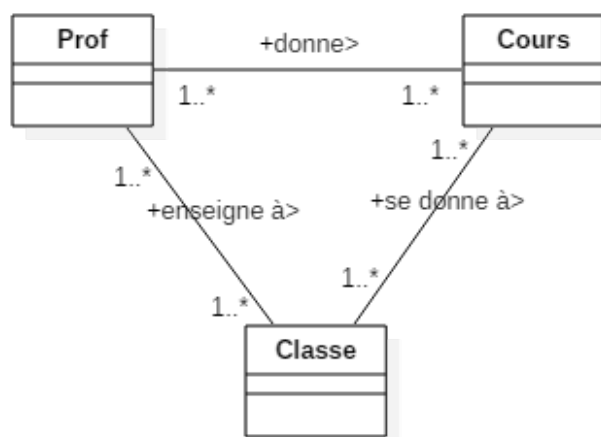 Prof
+donne>
Cours
1..*
1..*
1..*
1..*
+enseigne à>
+se donne à>
1..*
1..*
Classe